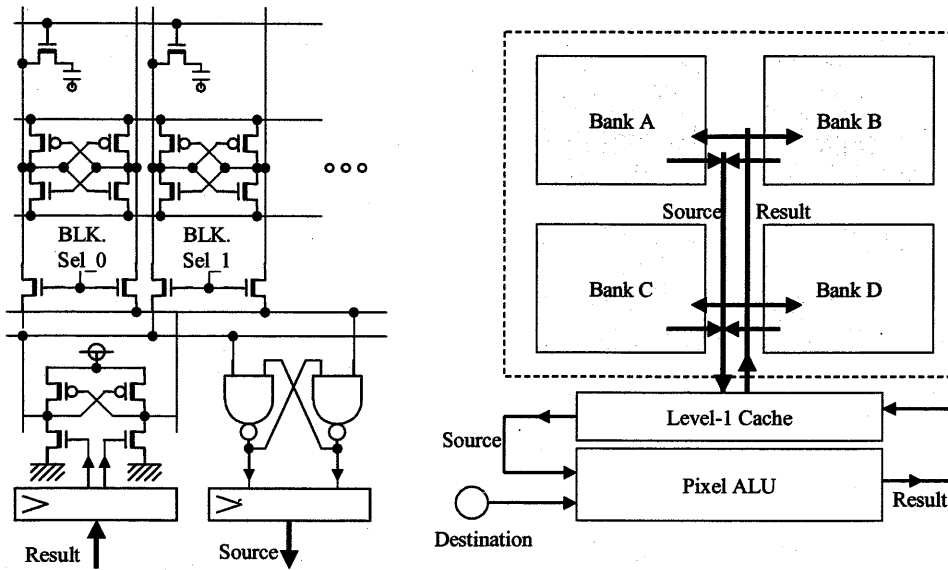 BLK.
Sel_0
BLK.
Sel_1
Result
Source
Bank A
Bank B
Source
Result
Bank C
Bank D
Level-1 Cache
Source
Pixel ALU
Result
Destination